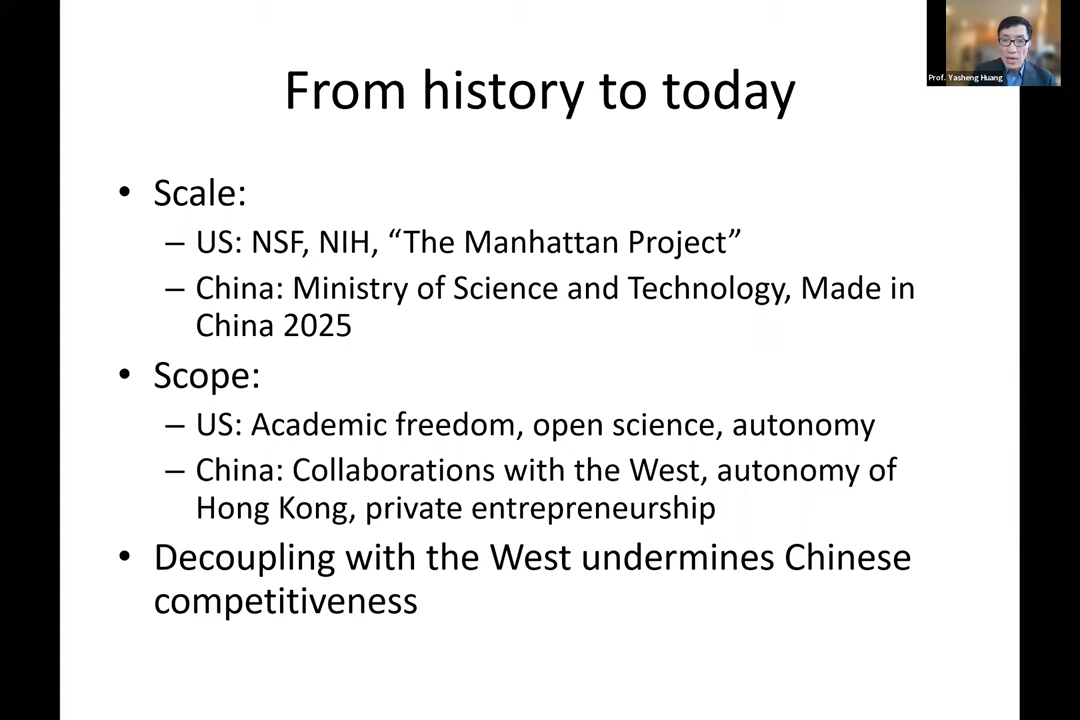 Prof. Yasheng Huang
From history to today
• Scale:
– US: NSF, NIH, “The Manhattan Project”
– China: Ministry of Science and Technology, Made in
China 2025
• Scope:
– US: Academic freedom, open science, autonomy
– China: Collaborations with the West, autonomy of
Hong Kong, private entrepreneurship
• Decoupling with the West undermines Chinese
competitiveness